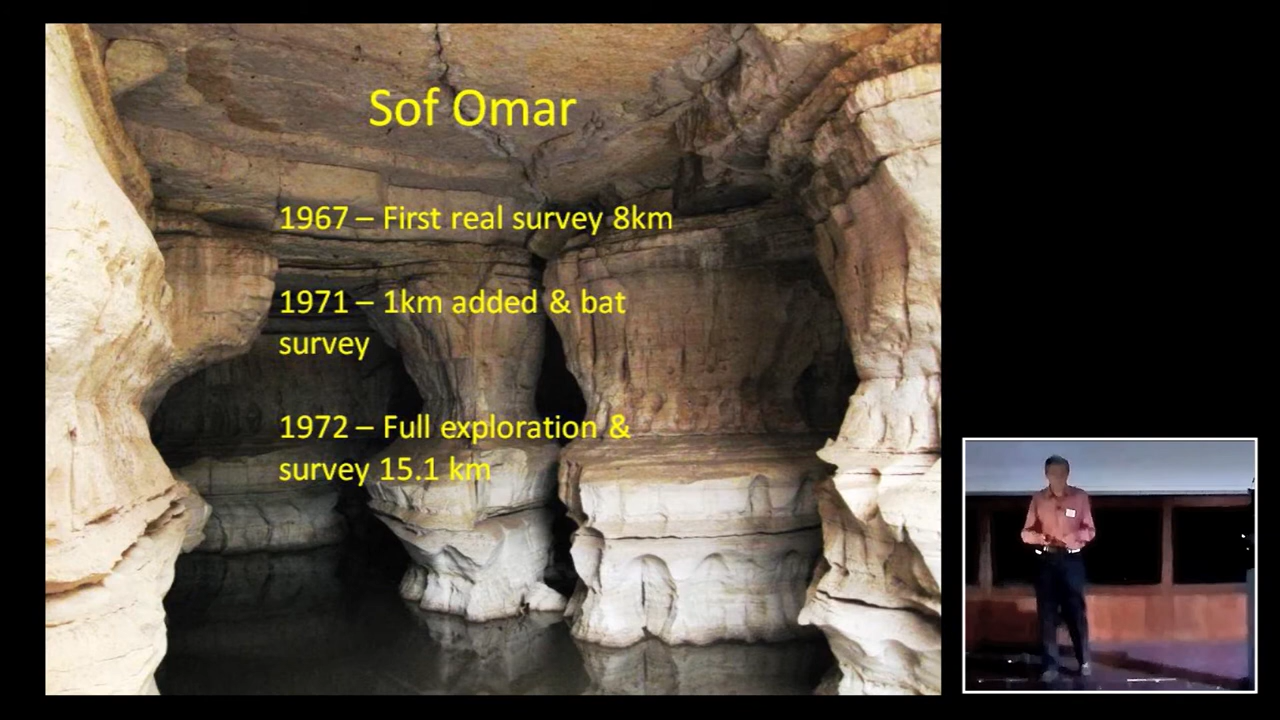 Sof Omar
1967 – First real survey 8km
1971 – 1km added & bat
survey
1972 – Full exploration &
survey 15.1 km